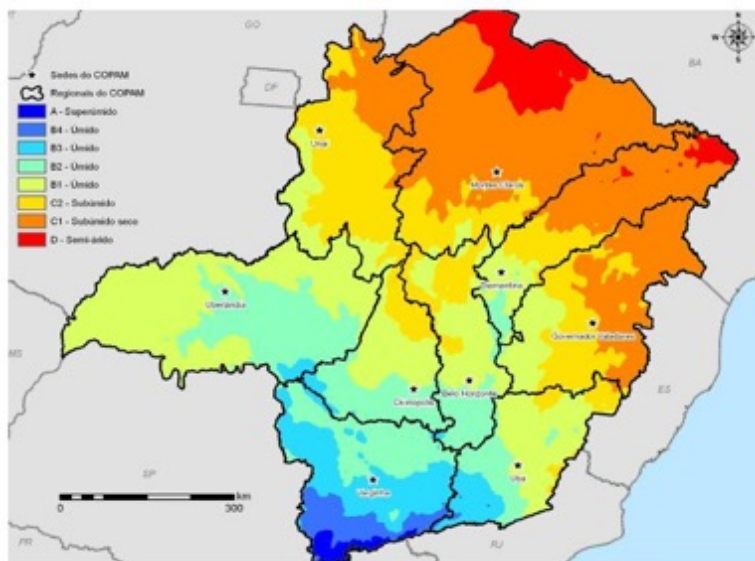 GO
N
W
S
BA
★ Sedes do COPAM
Regionais do COPAM
DF
A - Superúmido
B4 - Úmido
B3 - Úmido
B2 - Úmido
B1 - Úmido
C2 - Subúmido
C1 - Subúmido seco
D - Semi-árido
Unaí
Montes Claros
Diamantina
Uberlândia
Governador Valadares
MS
ES
Divinópolis
Belo Horizonte
SP
Varginha
Ubá
km
0
300
PR
RJ